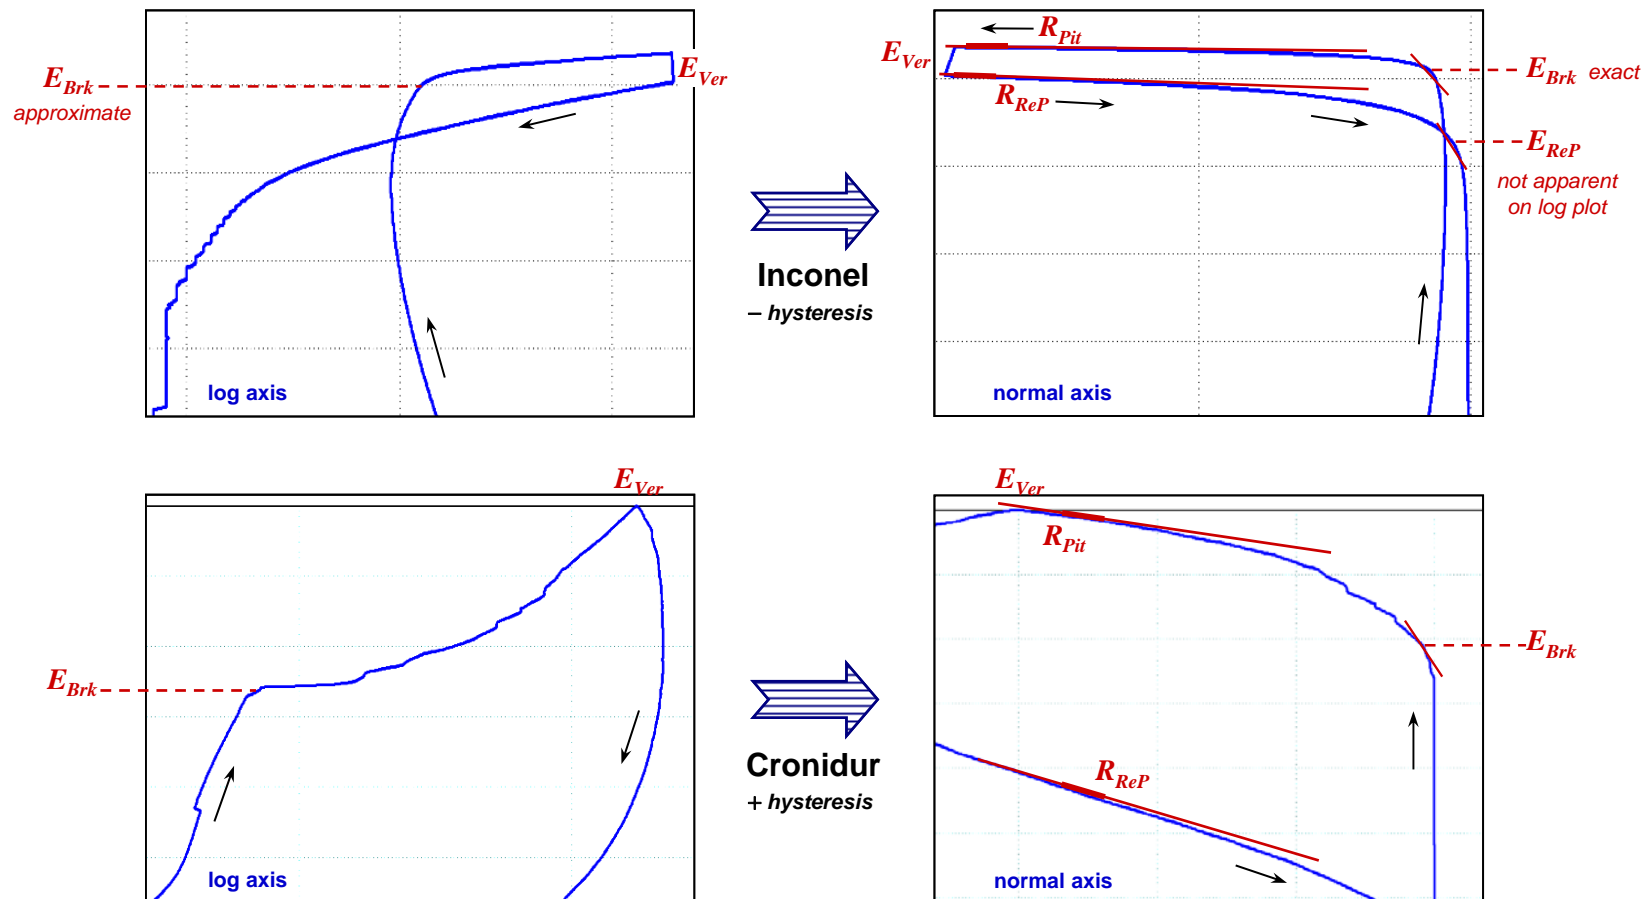 E_Brk
approximate
E_Ver
log axis
Inconel
– hysteresis
E_Ver
R_Pit
R_ReP
E_Brk exact
E_ReP
not apparent
on log plot
normal axis
E_Ver
E_Brk
log axis
Cronidur
+ hysteresis
E_Ver
R_Pit
E_Brk
R_ReP
normal axis